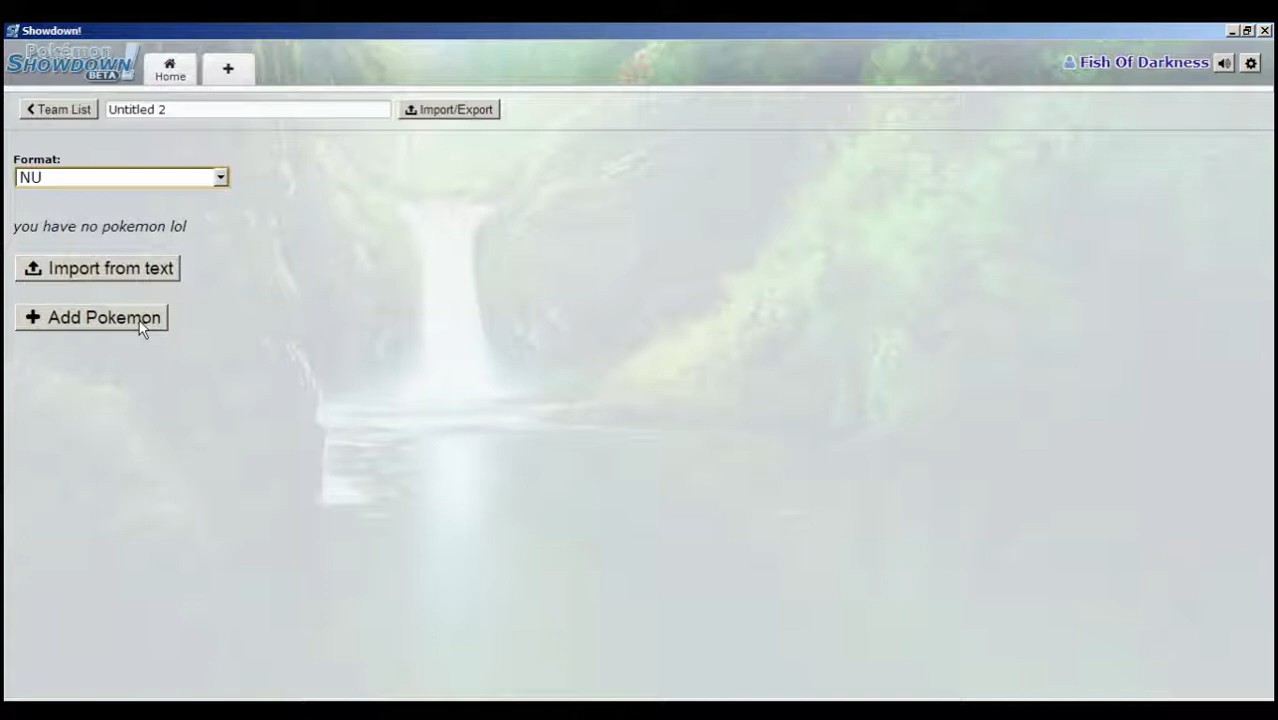 Showdown!
Pokémon
SHOWDOWN!
BETA
Home
Fish Of Darkness
Team List
Untitled 2
Import/Export
Format:
NU
you have no pokemon lol
Import from text
Add Pokemon